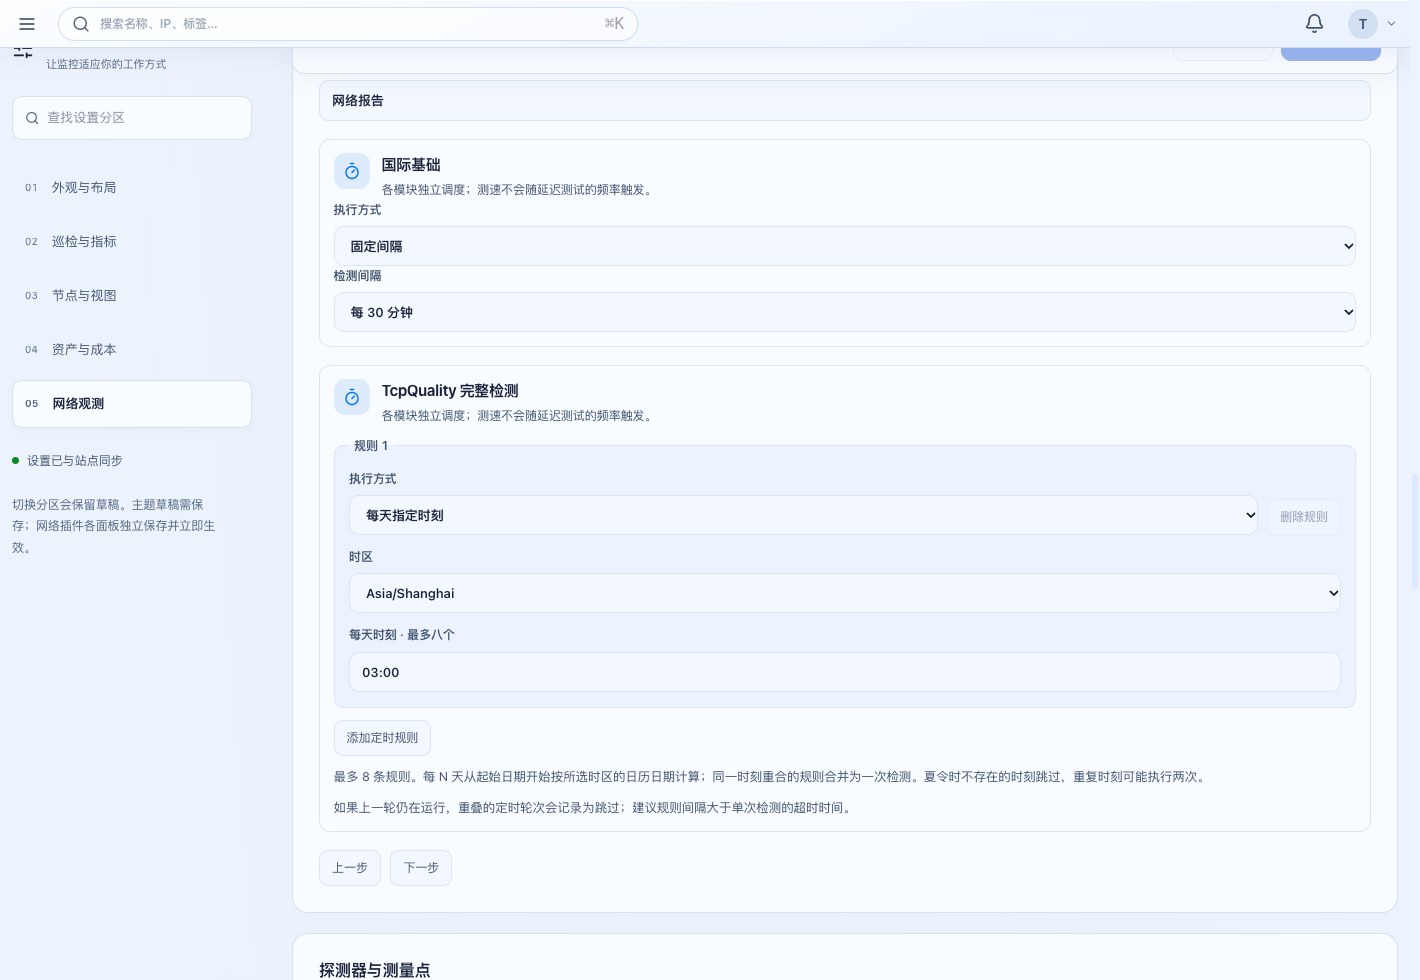 搜索名称、IP、标签...
⌘K
T
让监控适应你的工作方式
查找设置分区
01 外观与布局
02 巡检与指标
03 节点与视图
04 资产与成本
05 网络观测
设置已与站点同步
切换分区会保留草稿。主题草稿需保
存；网络插件各面板独立保存并立即生
效。
网络报告
国际基础
各模块独立调度；测速不会随延迟测试的频率触发。
执行方式
固定间隔
检测间隔
每 30 分钟
TcpQuality 完整检测
各模块独立调度；测速不会随延迟测试的频率触发。
规则 1
执行方式
每天指定时刻
删除规则
时区
Asia/Shanghai
每天时刻 · 最多八个
03:00
添加定时规则
最多 8 条规则。每 N 天从起始日期开始按所选时区的日历日期计算；同一时刻重合的规则合并为一次检测。夏令时不存在的时刻跳过，重复时刻可能执行两次。
如果上一轮仍在运行，重叠的定时轮次会记录为跳过；建议规则间隔大于单次检测的超时时间。
上一步
下一步
探测器与测量点